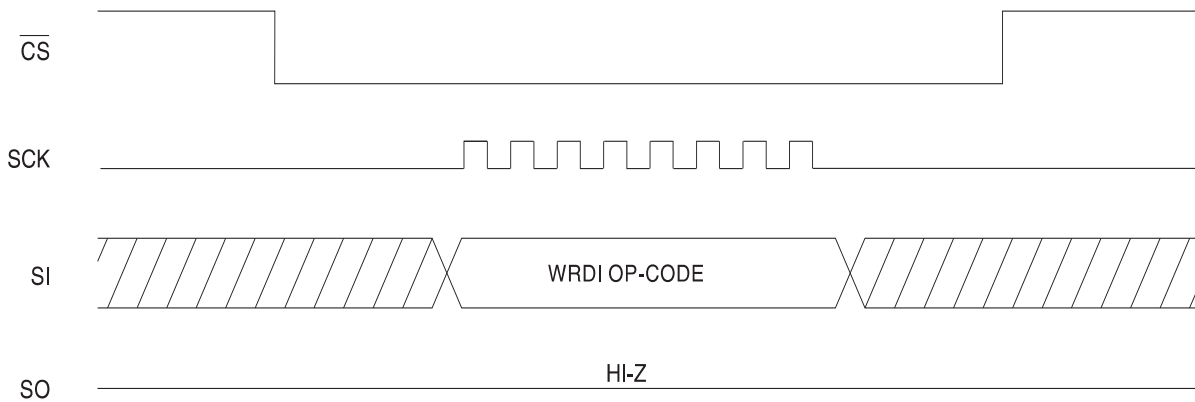 CS
SCK
SI
WRDI OP-CODE
SO
HI-Z